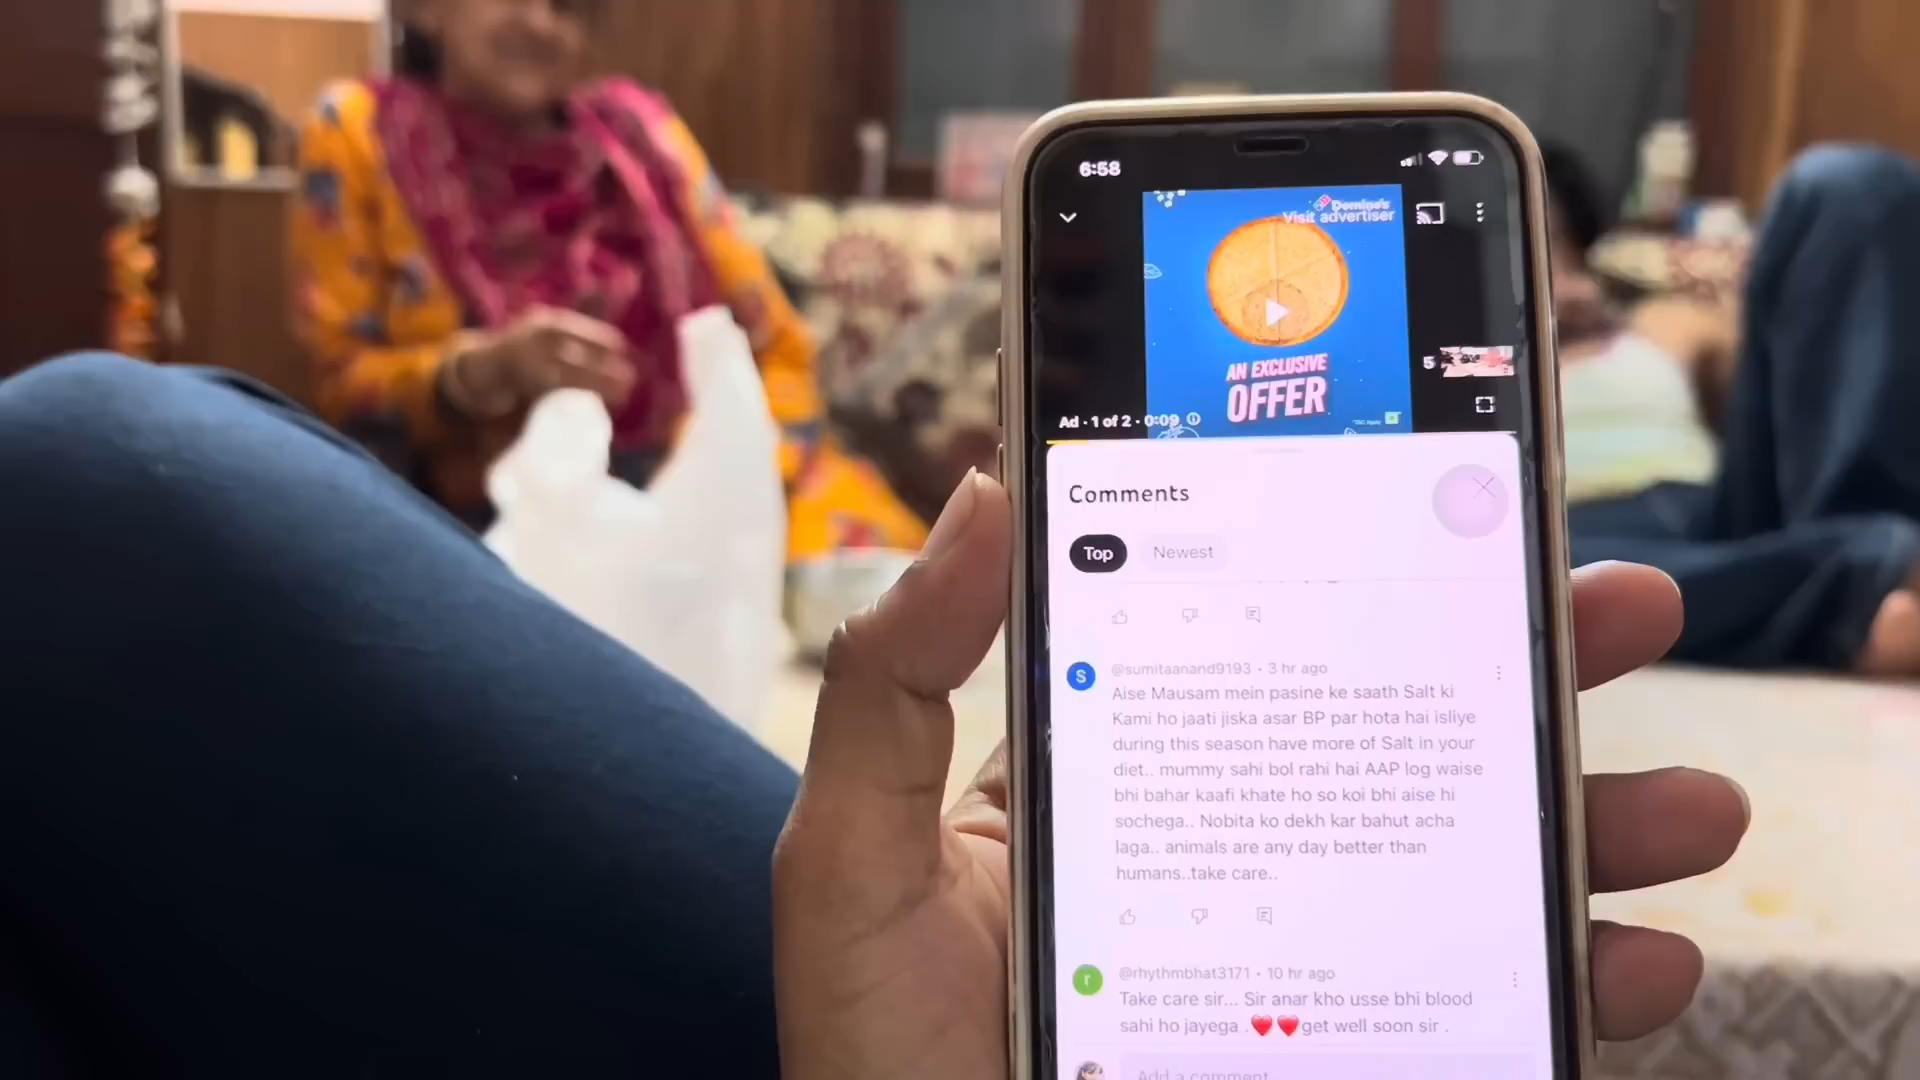 6:58
Domino's
Visit advertiser
AN EXCLUSIVE
OFFER
5
Ad · 1 of 2 · 0:09
Comments
Top
Newest
S
@sumitaanand9193 · 3 hr ago
Aise Mausam mein pasine ke saath Salt ki
Kami ho jaati jiska asar BP par hota hai isliye
during this season have more of Salt in your
diet.. mummy sahi bol rahi hai AAP log waise
bhi bahar kaafi khate ho so koi bhi aise hi
sochega.. Nobita ko dekh kar bahut acha
laga.. animals are any day better than
humans..take care..
r
@rhythmbhat3171 · 10 hr ago
Take care sir... Sir anar kho usse bhi blood
sahi ho jayega .❤️❤️get well soon sir .
Add a comment